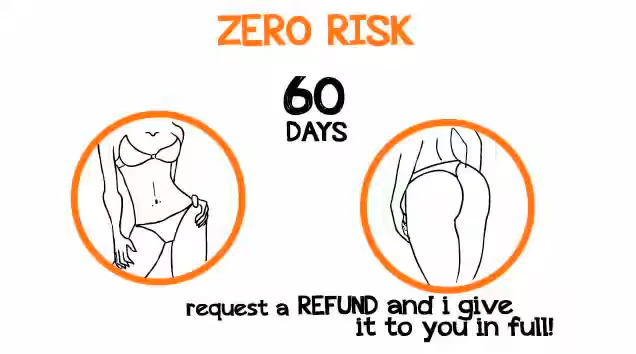 ZERO RISK
60
DAYS
request a REFUND and i give
it to you in full!